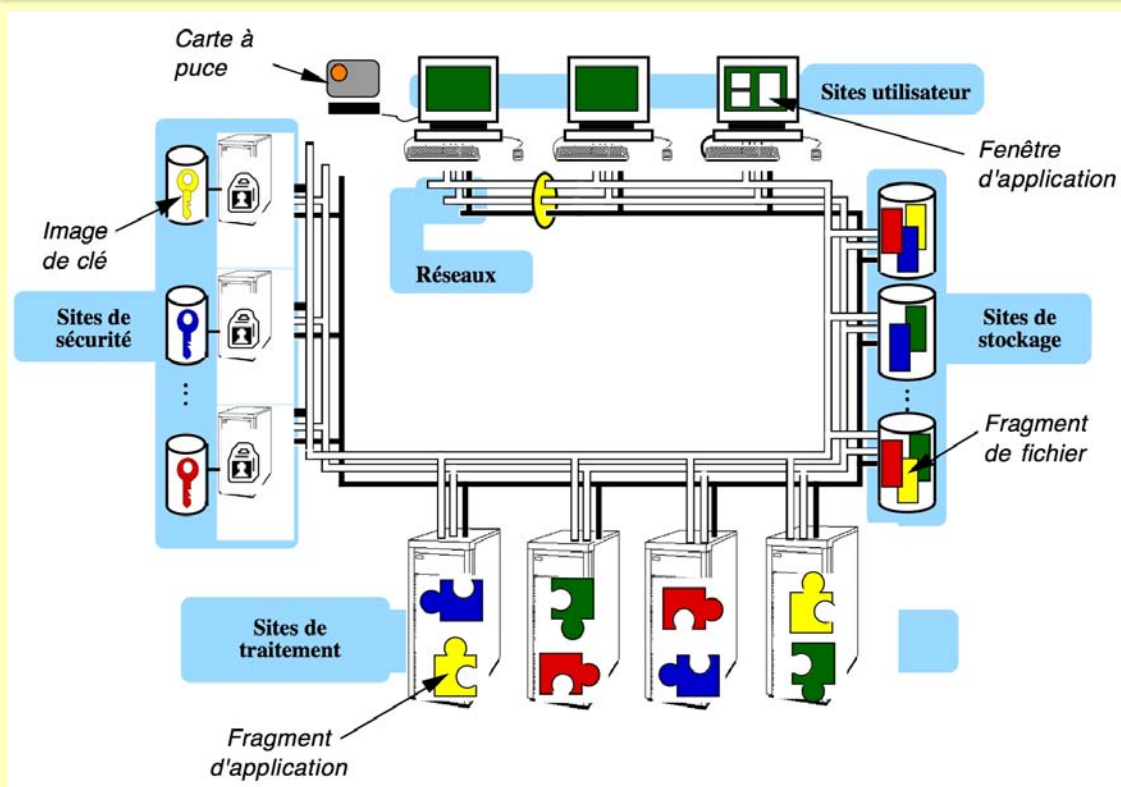 Carte à
puce
Sites utilisateur
Fenêtre
d'application
Image
de clé
Réseaux
Sites de
sécurité
Sites de
stockage
Fragment
de fichier
Sites de
traitement
Fragment
d'application